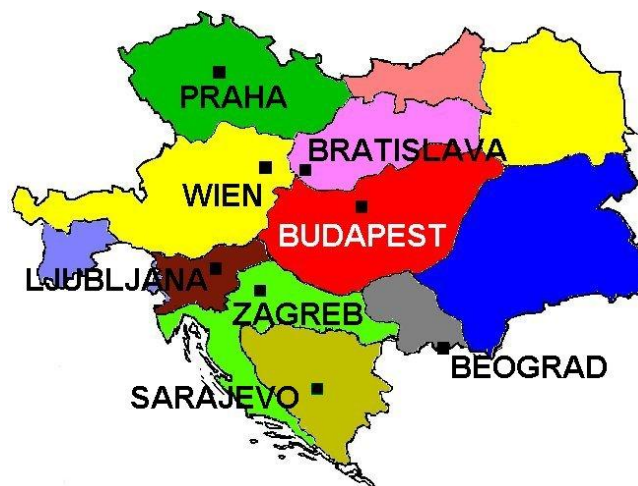 PRAHA
BRATISLAVA
WIEN
BUDAPEST
LJUBLJANA
ZAGREB
BEOGRAD
SARAJEVO